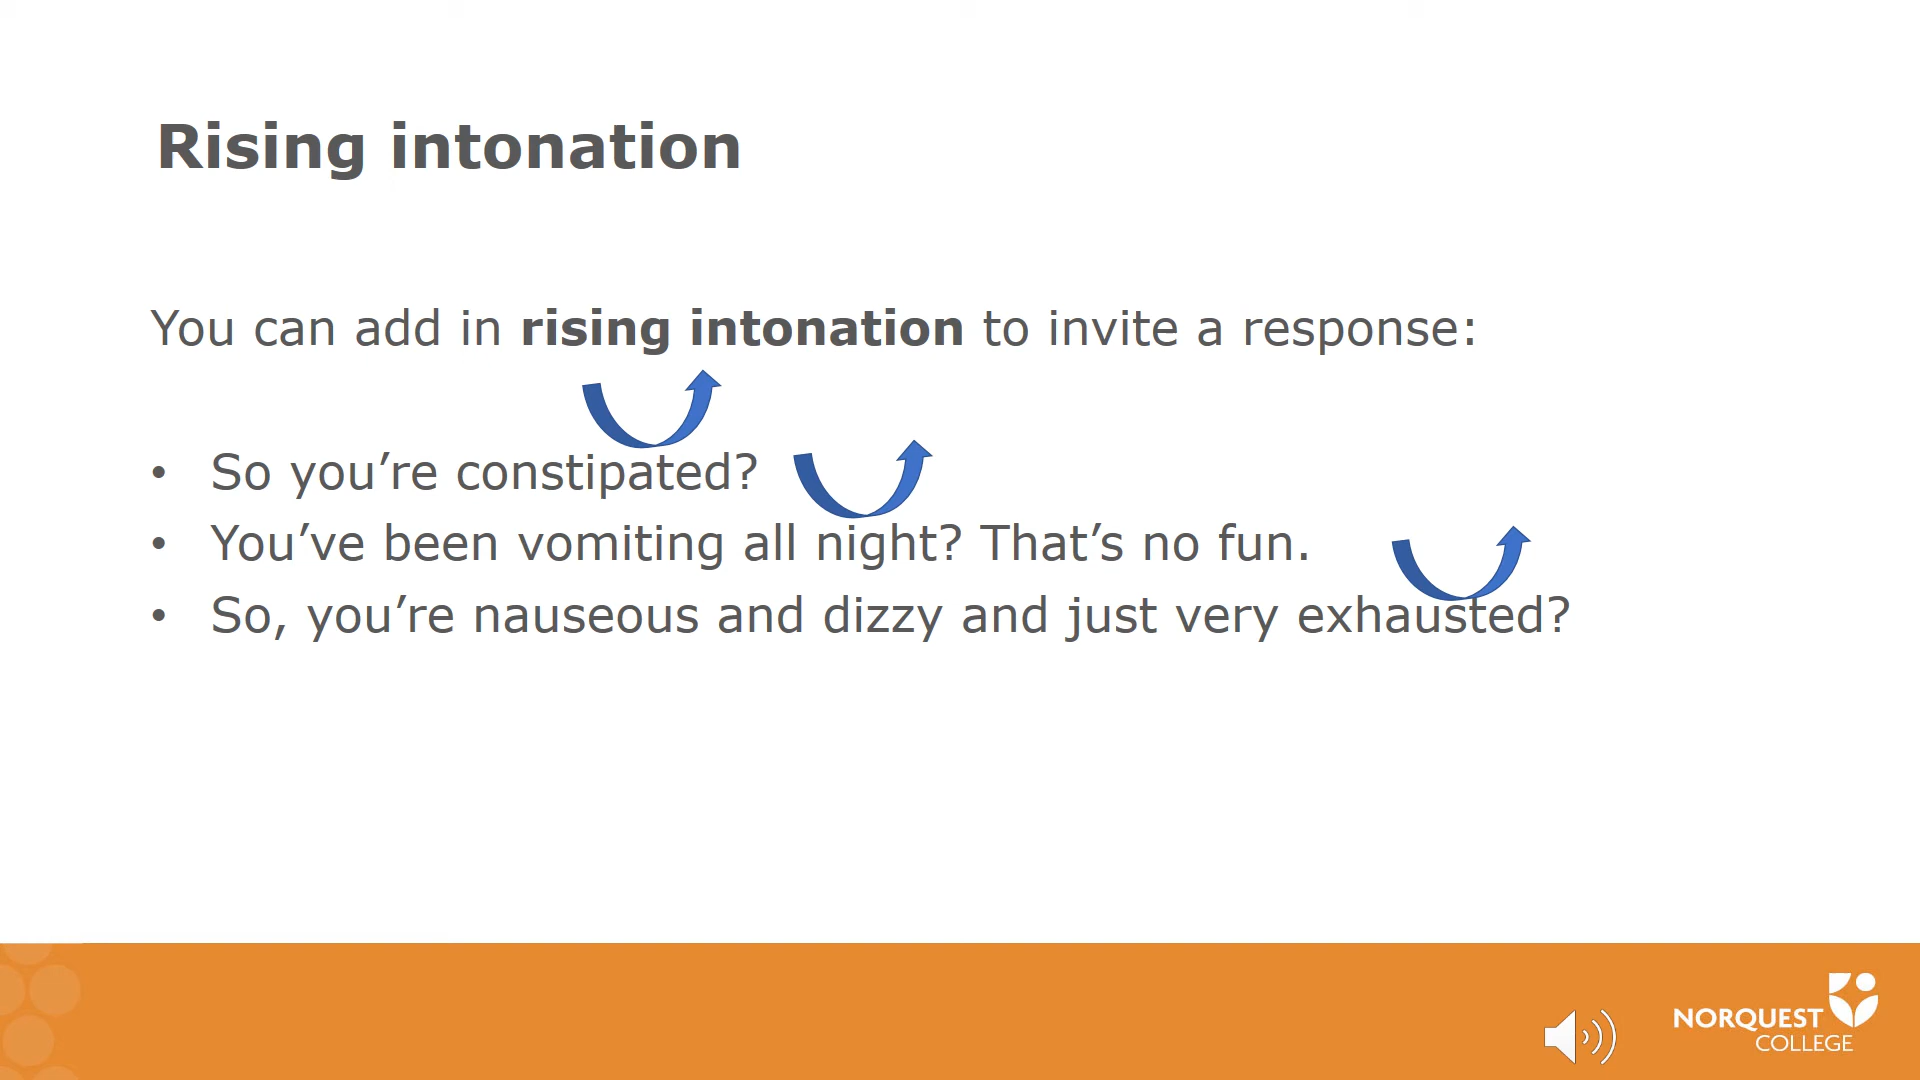 Rising intonation
You can add in rising intonation to invite a response:
• So you’re constipated?
• You’ve been vomiting all night? That’s no fun.
• So, you’re nauseous and dizzy and just very exhausted?
NORQUEST
COLLEGE